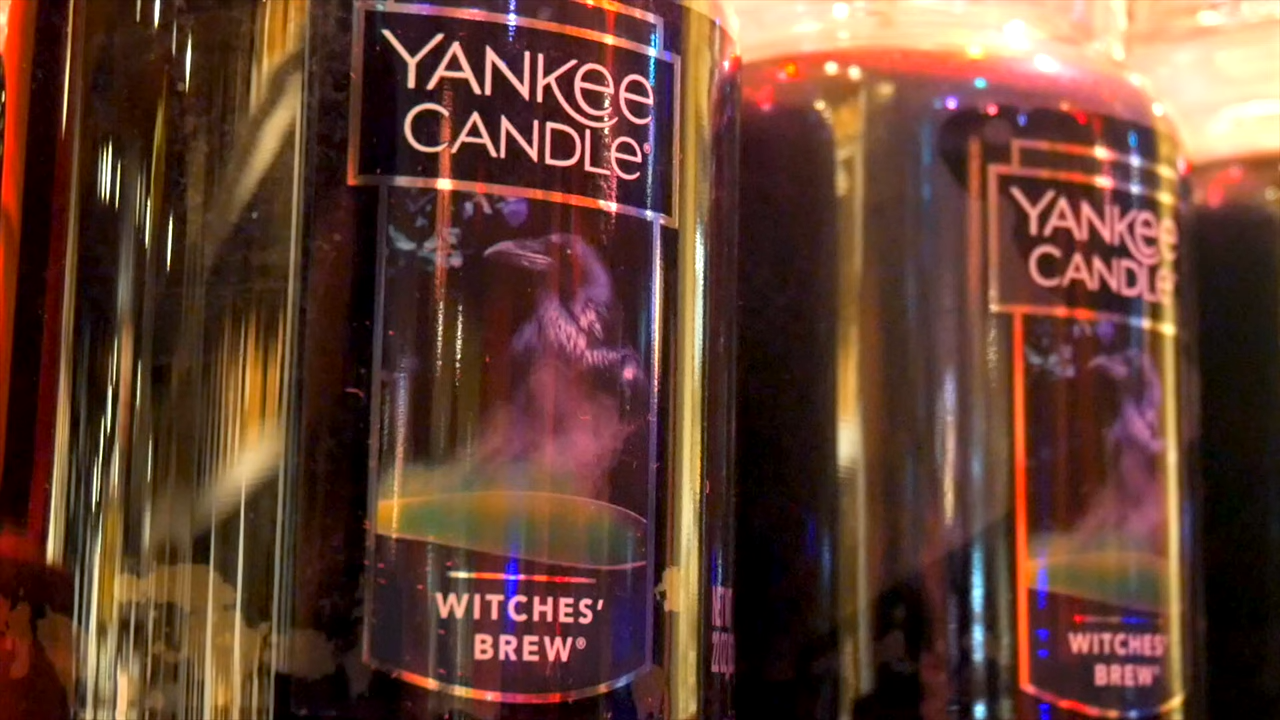 YANKee
CANDLe®
WITCHES'
BREW®
YANKee
CANDLe
WITCHES'
BREW®